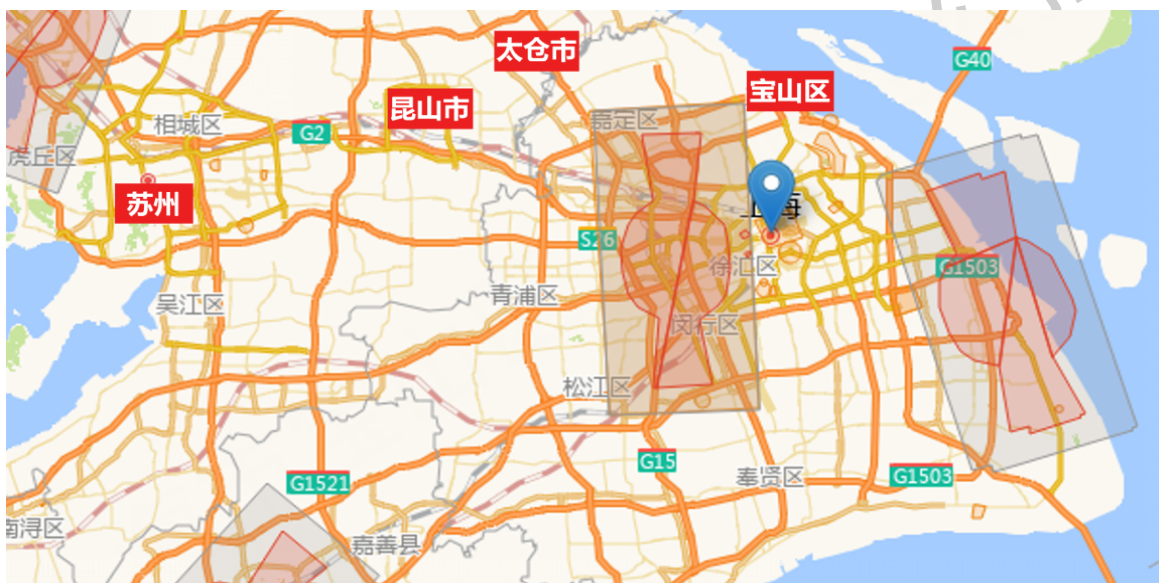 太仓市
G40
宝山区
昆山市
嘉定区
相城区
G2
虎丘区
苏州
上海
S26
徐汇区
G1503
青浦区
吴江区
闵行区
松江区
G15
奉贤区
G1503
G1521
南浔区
嘉善县